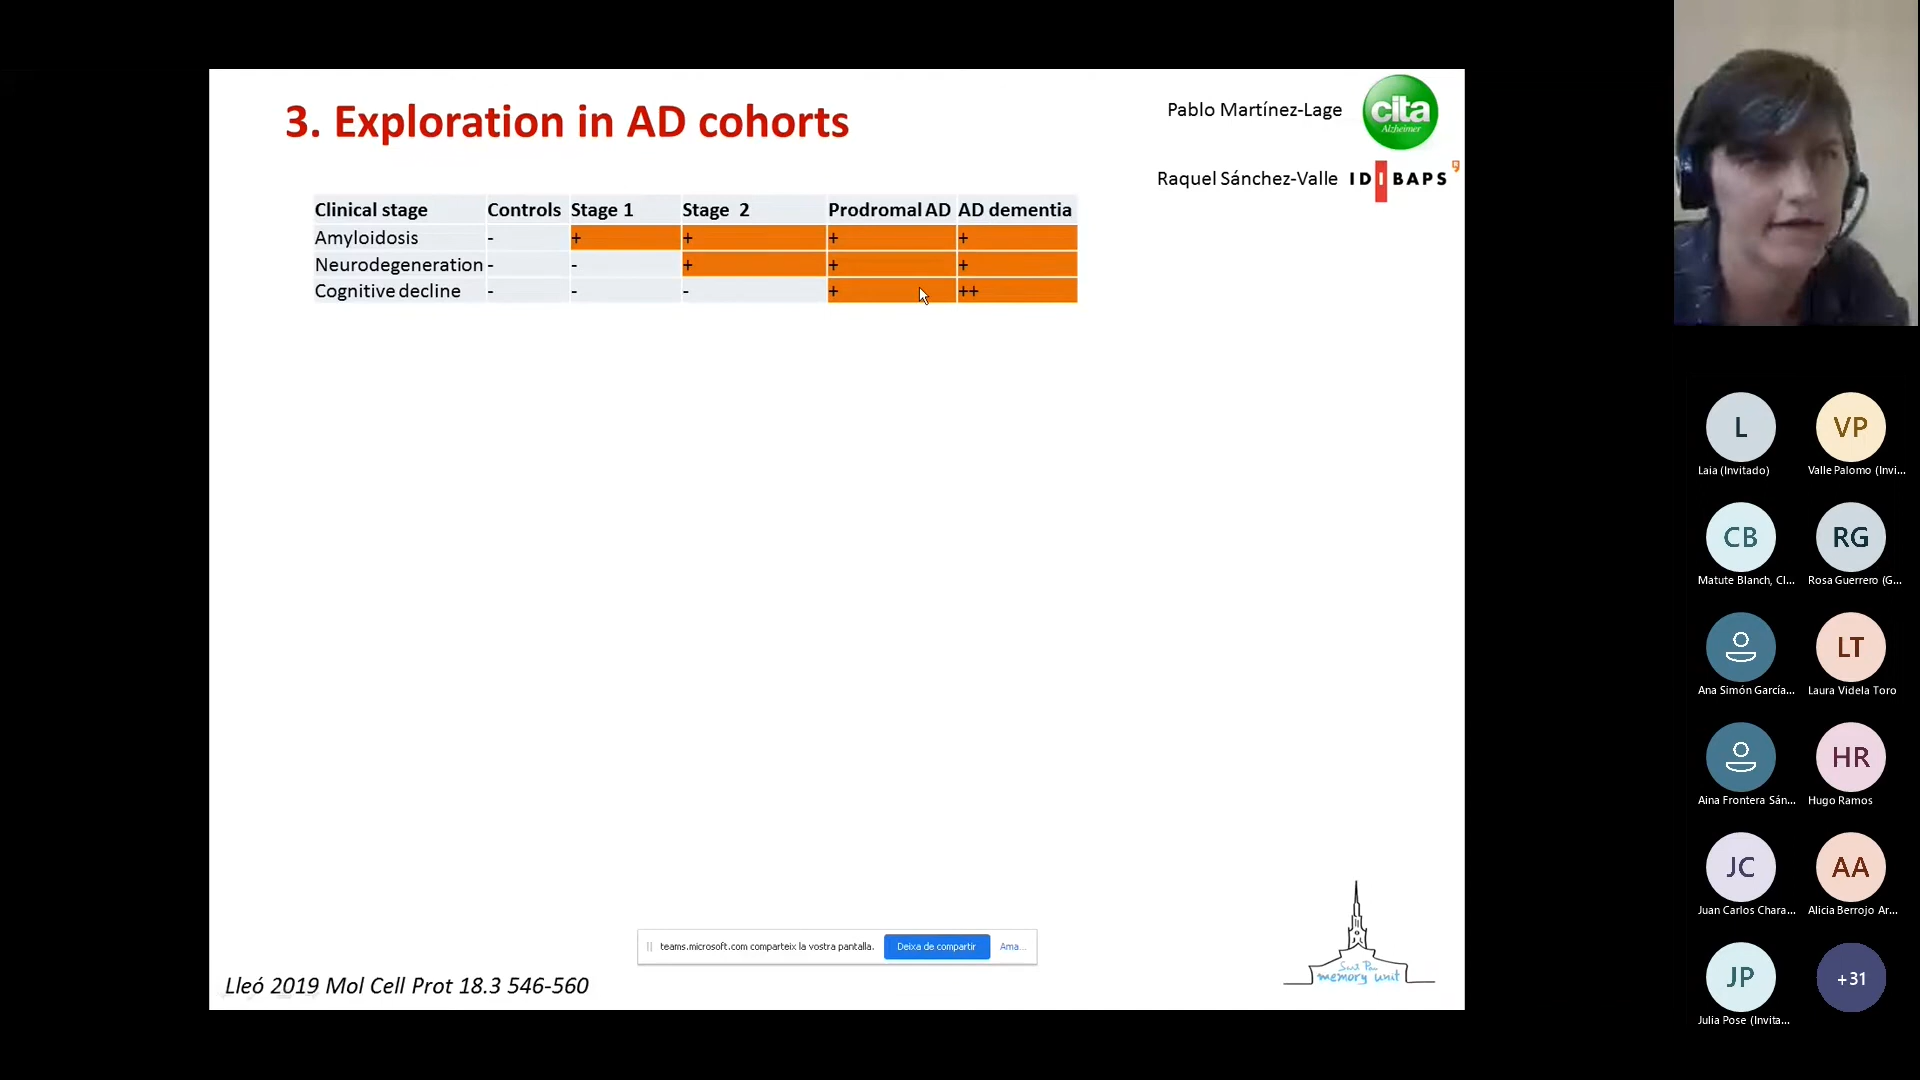 3. Exploration in AD cohorts
Pablo Martínez-Lage
cita
Alzheimer
Raquel Sánchez-Valle IDIBAPS
Clinical stage Controls Stage 1 Stage 2 Prodromal AD AD dementia
Amyloidosis - + + + +
Neurodegeneration - - + + +
Cognitive decline - - - + ++
teams.microsoft.com comparteix la vostra pantalla. Deixa de compartir Ama...
memory unit
Lleó 2019 Mol Cell Prot 18.3 546-560
L VP
Laia (Invitado) Valle Palomo (Invi...
CB RG
Matute Blanch, Cl... Rosa Guerrero (G...
LT
Ana Simón García... Laura Videla Toro
HR
Aina Frontera Sán... Hugo Ramos
JC AA
Juan Carlos Chara... Alicia Berrojo Ar...
JP +31
Julia Pose (Invita...